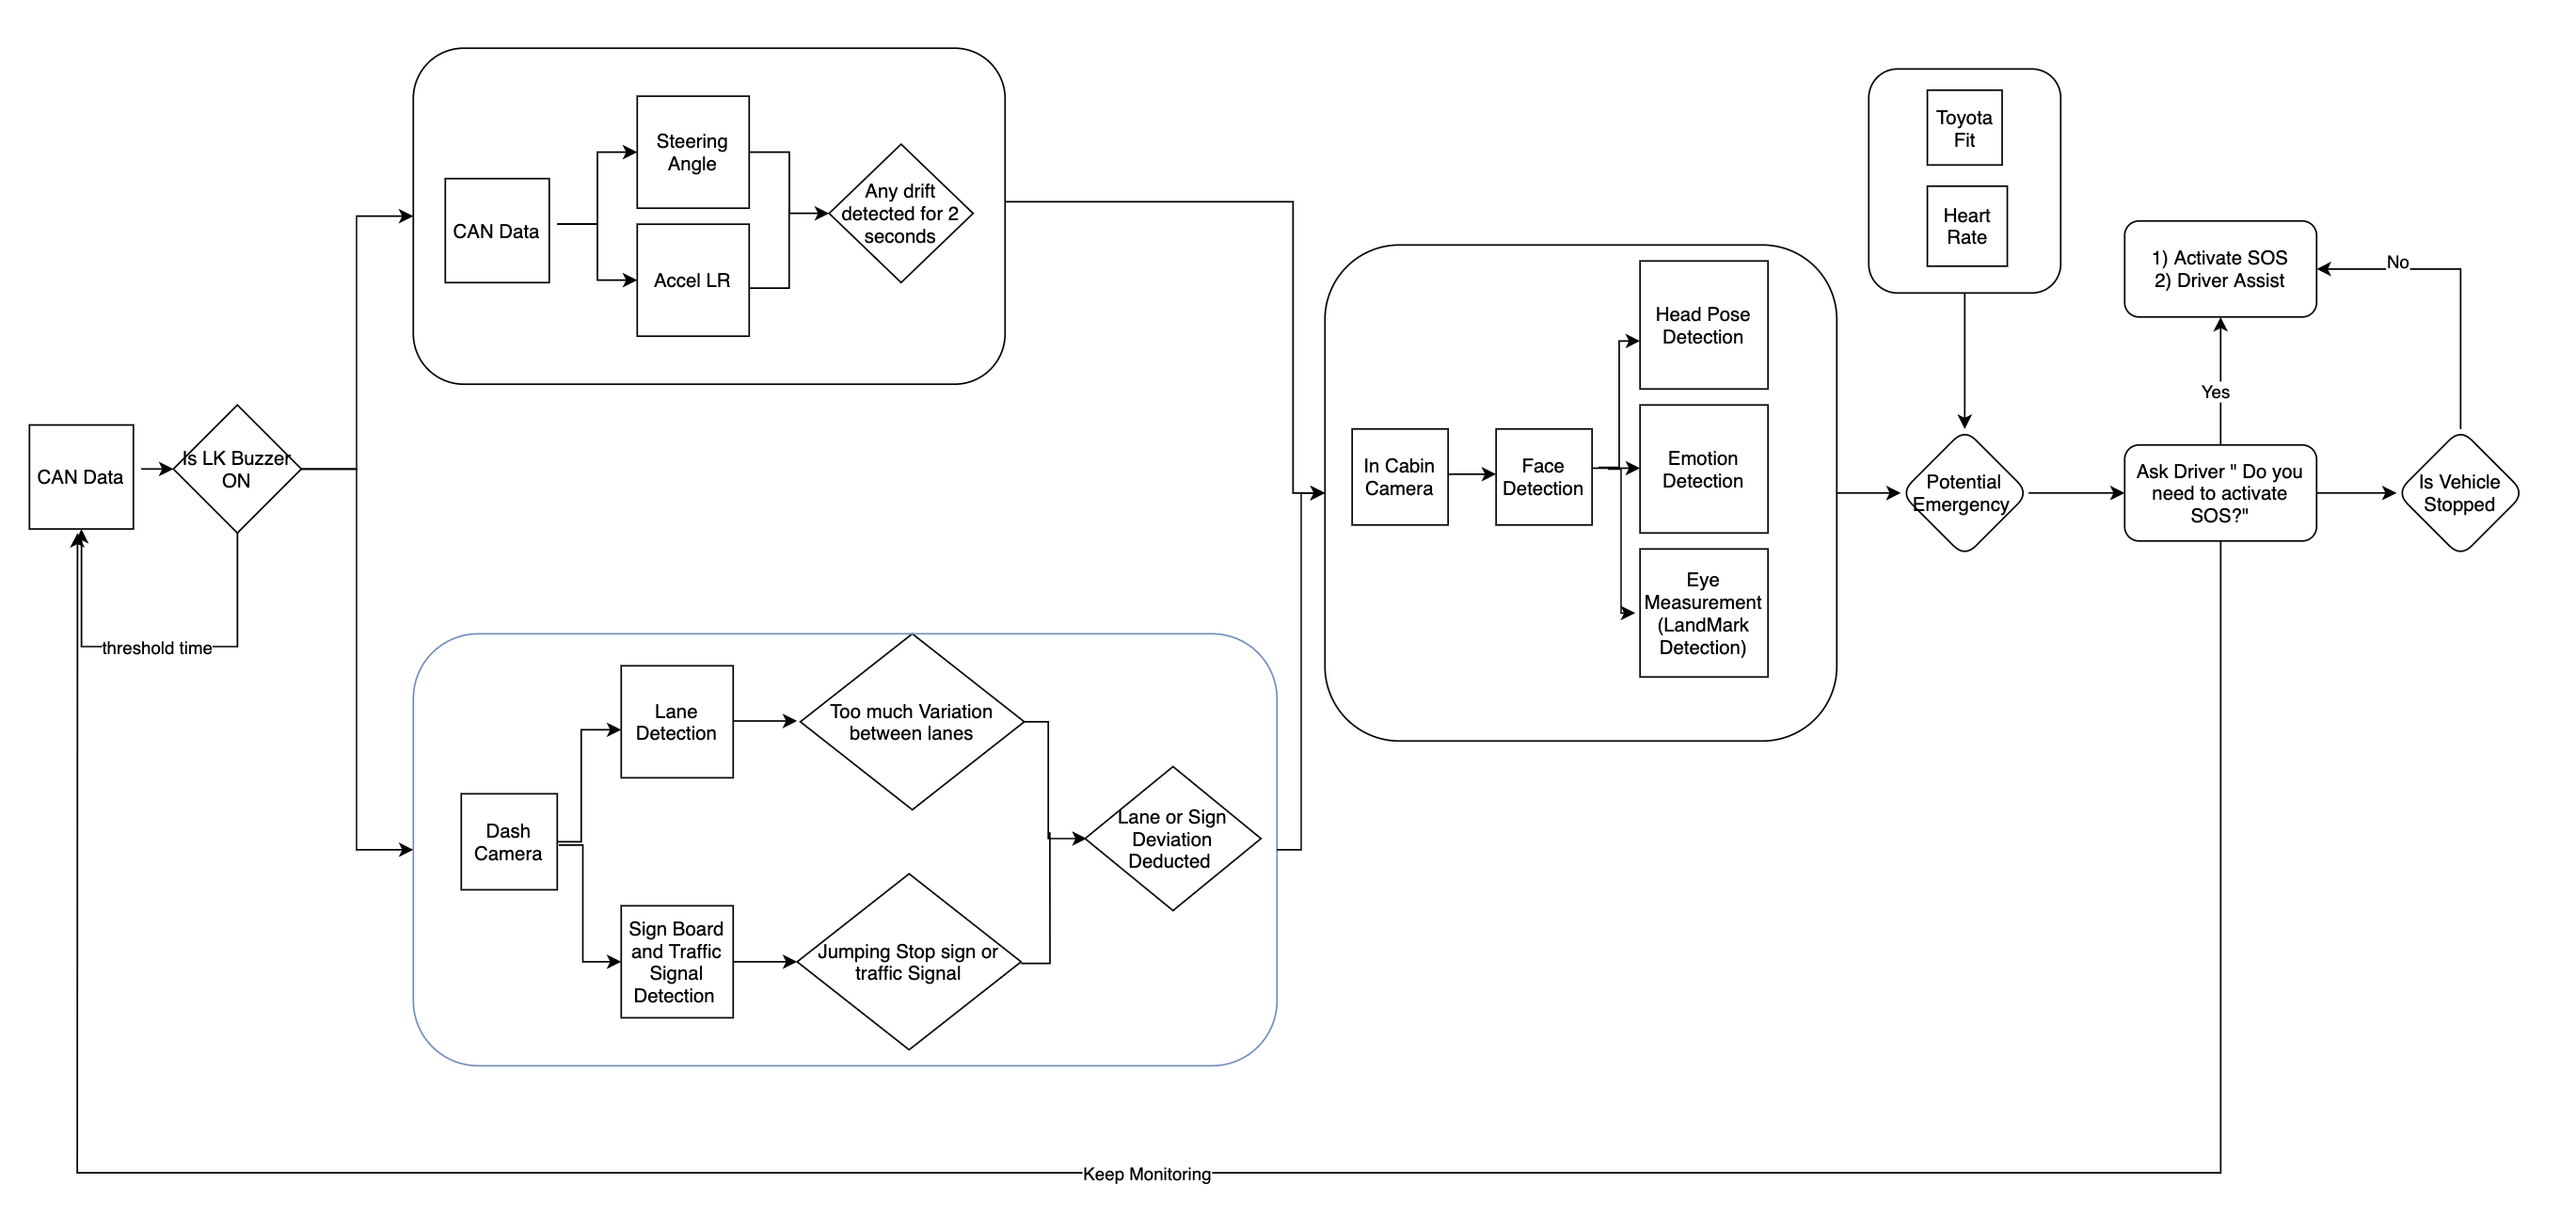 CAN Data
Is LK Buzzer
ON
threshold time
CAN Data
Steering
Angle
Accel LR
Any drift
detected for 2
seconds
Dash
Camera
Lane
Detection
Too much Variation
between lanes
Sign Board
and Traffic
Signal
Detection
Jumping Stop sign or
traffic Signal
Lane or Sign
Deviation
Deducted
In Cabin
Camera
Face
Detection
Head Pose
Detection
Emotion
Detection
Eye
Measurement
(LandMark
Detection)
Toyota
Fit
Heart
Rate
Potential
Emergency
1) Activate SOS
2) Driver Assist
No
Yes
Ask Driver " Do you
need to activate
SOS?"
Is Vehicle
Stopped
Keep Monitoring